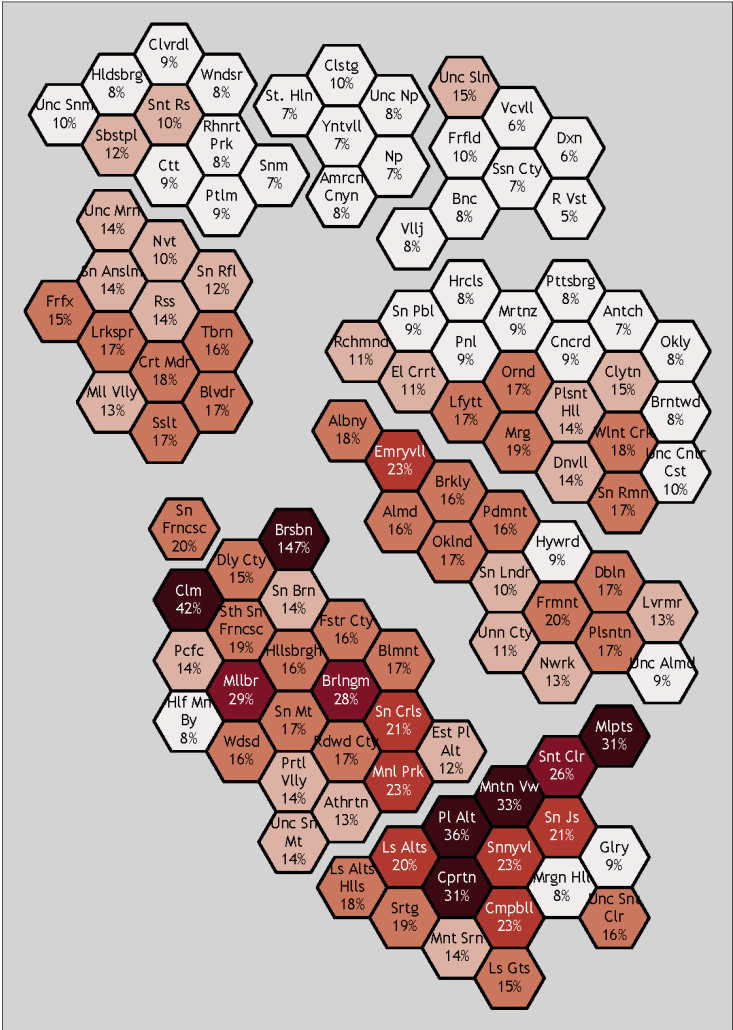 Clvrdl
9%
Hldsbrg
8%
Wndsr
8%
Unc Snm
10%
Snt Rs
10%
Sbstpl
12%
Rhnrt
Prk
8%
Ctt
9%
Snm
7%
Ptlm
9%
Clstg
10%
St. Hln
7%
Unc Np
8%
Yntvll
7%
Np
7%
Amrcn
Cnyn
8%
Unc Sln
15%
Vcvll
6%
Frfld
10%
Dxn
6%
Ssn Cty
7%
Bnc
8%
R Vst
5%
Vllj
8%
Unc Mrn
14%
Nvt
10%
Sn Anslm
14%
Sn Rfl
12%
Frfx
15%
Rss
14%
Lrkspr
17%
Tbrn
16%
Crt Mdr
18%
Mll Vlly
13%
Blvdr
17%
Sslt
17%
Hrcls
8%
Pttsbrg
8%
Sn Pbl
9%
Mrtnz
9%
Antch
7%
Rchmnd
11%
Pnl
9%
Cncrd
9%
Okly
8%
El Crrt
11%
Ornd
17%
Clytn
15%
Lfytt
17%
Plsnt
Hll
14%
Brntwd
8%
Mrg
19%
Wlnt Crk
18%
Dnvll
14%
Unc Cntr
Cst
10%
Sn Rmn
17%
Albny
18%
Emryvll
23%
Brkly
16%
Almd
16%
Pdmnt
16%
Oklnd
17%
Hywrd
9%
Sn Lndr
10%
Dbln
17%
Frmnt
20%
Lvrmr
13%
Unn Cty
11%
Plsntn
17%
Nwrk
13%
Unc Almd
9%
Sn
Frncsc
20%
Brsbn
147%
Dly Cty
15%
Clm
42%
Sn Brn
14%
Sth Sn
Frncsc
19%
Fstr Cty
16%
Pcfc
14%
Hllsbrgh
16%
Blmnt
17%
Mllbr
29%
Brlngm
28%
Hlf Mn
By
8%
Sn Mt
17%
Sn Crls
21%
Wdsd
16%
Rdwd Cty
17%
Est Pl
Alt
12%
Prtl
Vlly
14%
Mnl Prk
23%
Athrtn
13%
Unc Sn
Mt
14%
Mlpts
31%
Snt Clr
26%
Mntn Vw
33%
Pl Alt
36%
Sn Js
21%
Ls Alts
20%
Snnyvl
23%
Glry
9%
Ls Alts
Hlls
18%
Cprtn
31%
Mrgn Hll
8%
Srtg
19%
Cmpbll
23%
Unc Snt
Clr
16%
Mnt Srn
14%
Ls Gts
15%